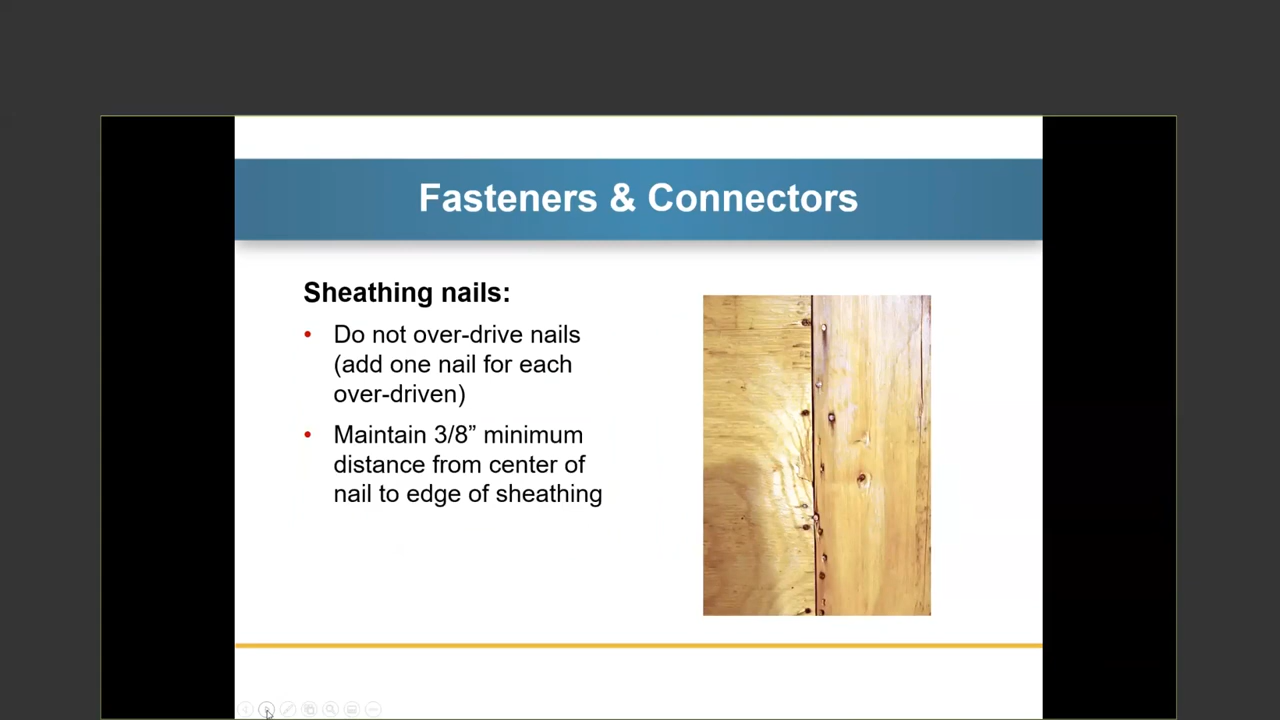 Fasteners & Connectors
Sheathing nails:
• Do not over-drive nails
(add one nail for each
over-driven)
• Maintain 3/8” minimum
distance from center of
nail to edge of sheathing